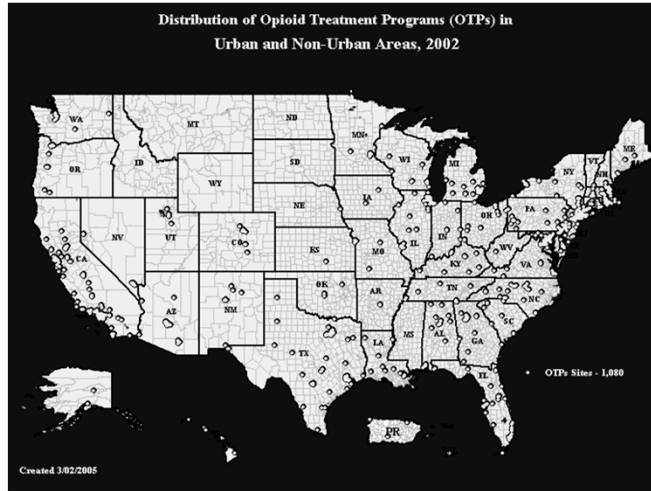 Distribution of Opioid Treatment Programs (OTPs) in
Urban and Non-Urban Areas, 2002
WA
MT
ND
MN
ME
VT
NH
OR
ID
SD
WI
MI
NY
WY
IA
PA
NE
OH
NV
UT
CO
IL
IN
WV
CA
KS
MO
KY
VA
TN
NC
AZ
NM
OK
AR
SC
MS
AL
GA
TX
LA
FL
OTPs Sites - 1,080
PR
Created 3/02/2005